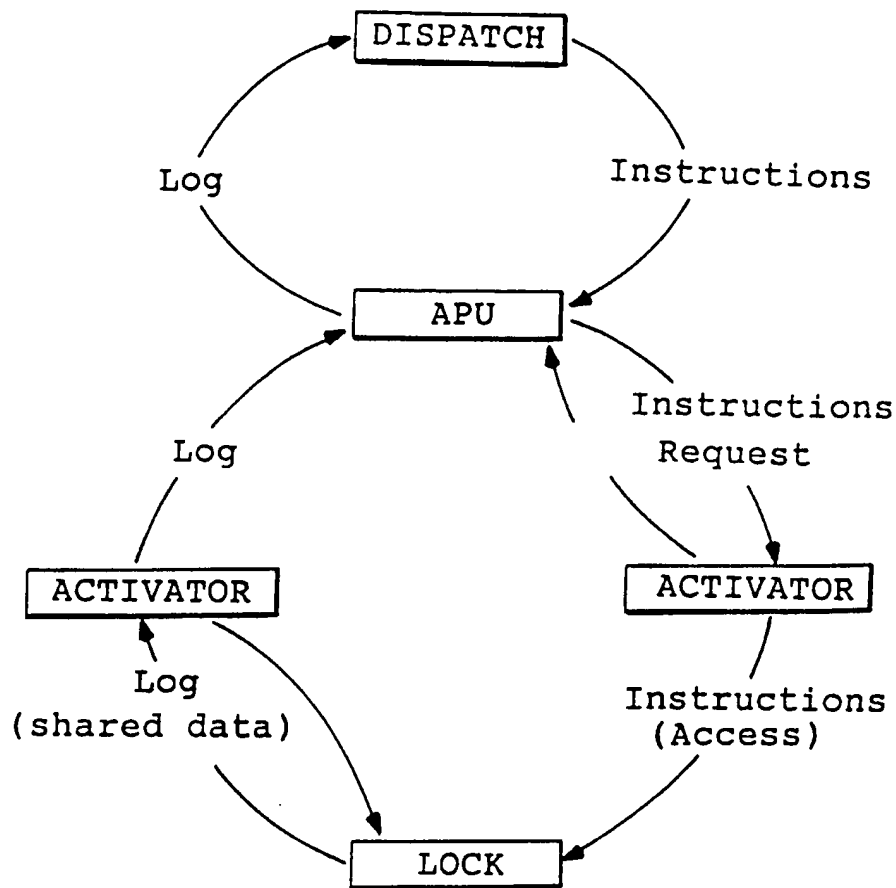 DISPATCH
Log
Instructions
APU
Log
Instructions
Request
ACTIVATOR
ACTIVATOR
Log
(shared data)
Instructions
(Access)
LOCK